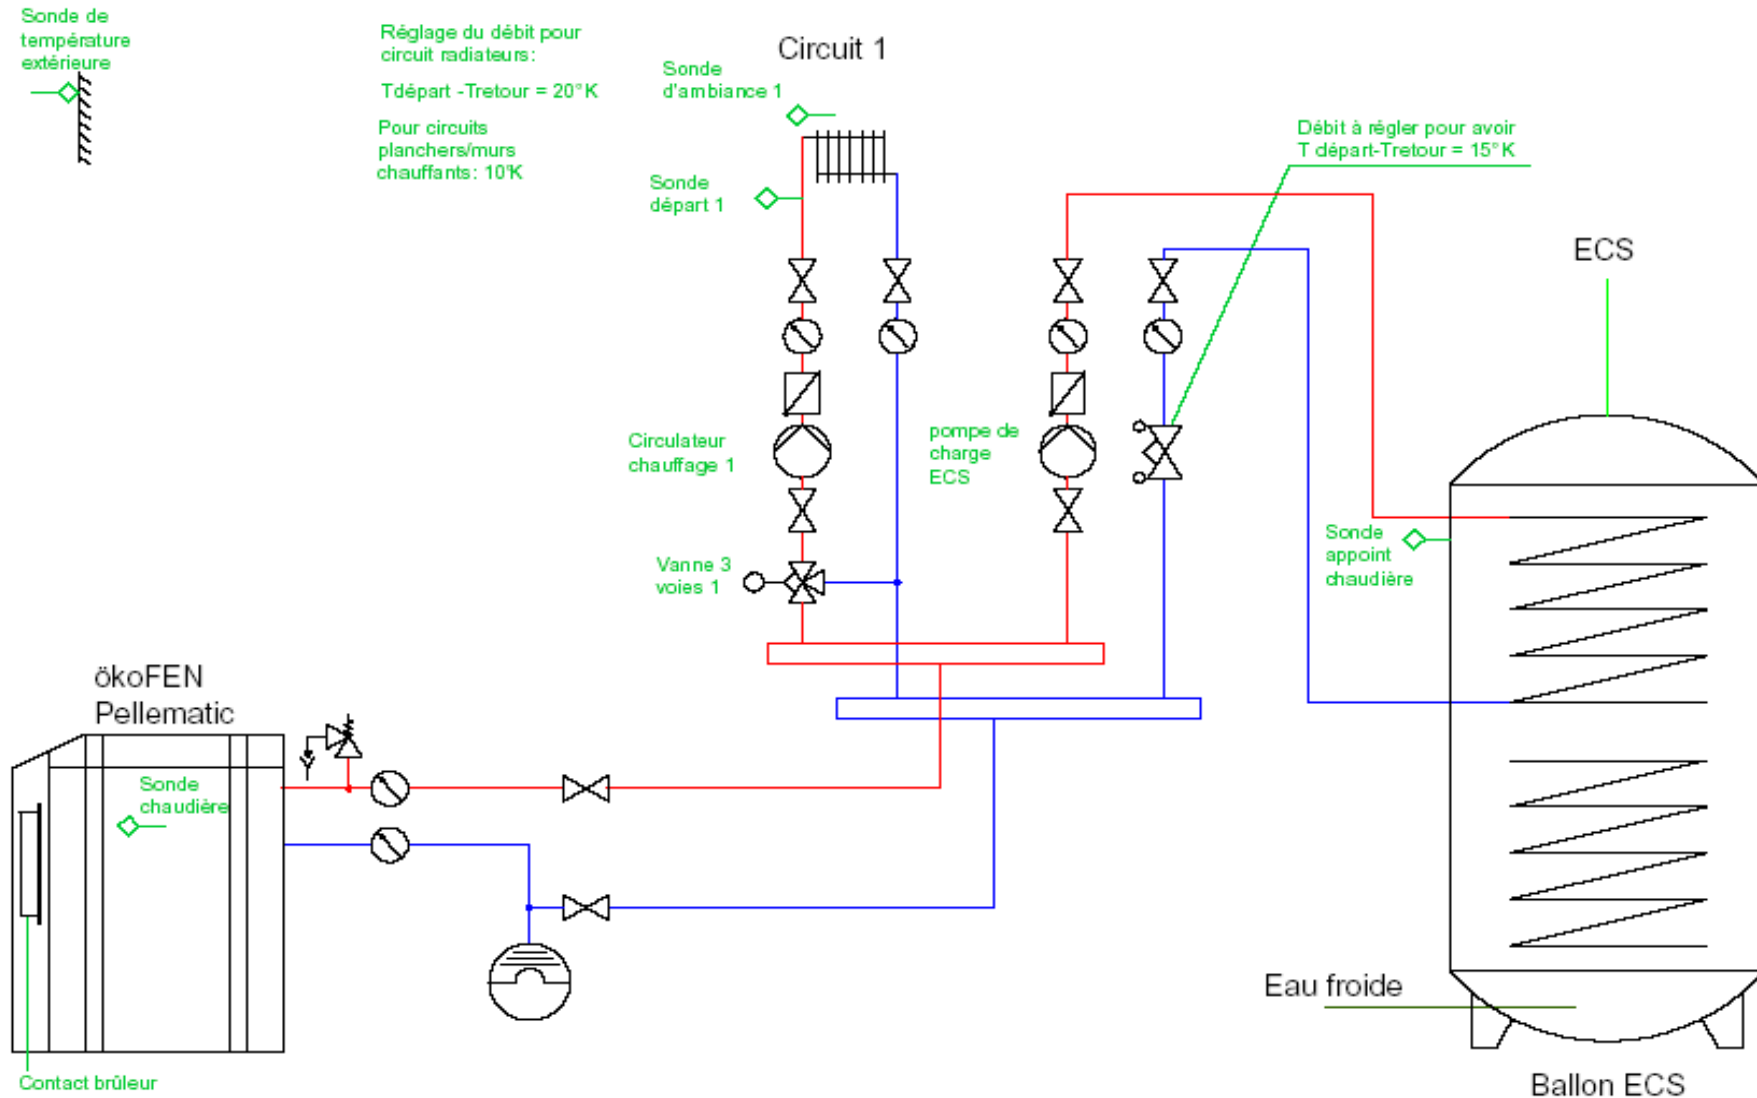 Sonde de
température
extérieure
Réglage du débit pour
circuit radiateurs:
Tdépart -Tretour = 20°K
Pour circuits
planchers/murs
chauffants: 10°K
Circuit 1
Sonde
d'ambiance 1
Sonde
départ 1
Débit à régler pour avoir
T départ-Tretour = 15°K
ECS
Circulateur
chauffage 1
pompe de
charge
ECS
Vanne 3
voies 1
Sonde
appoint
chaudière
ökoFEN
Pellematic
Sonde
chaudière
Eau froide
Contact brûleur
Ballon ECS